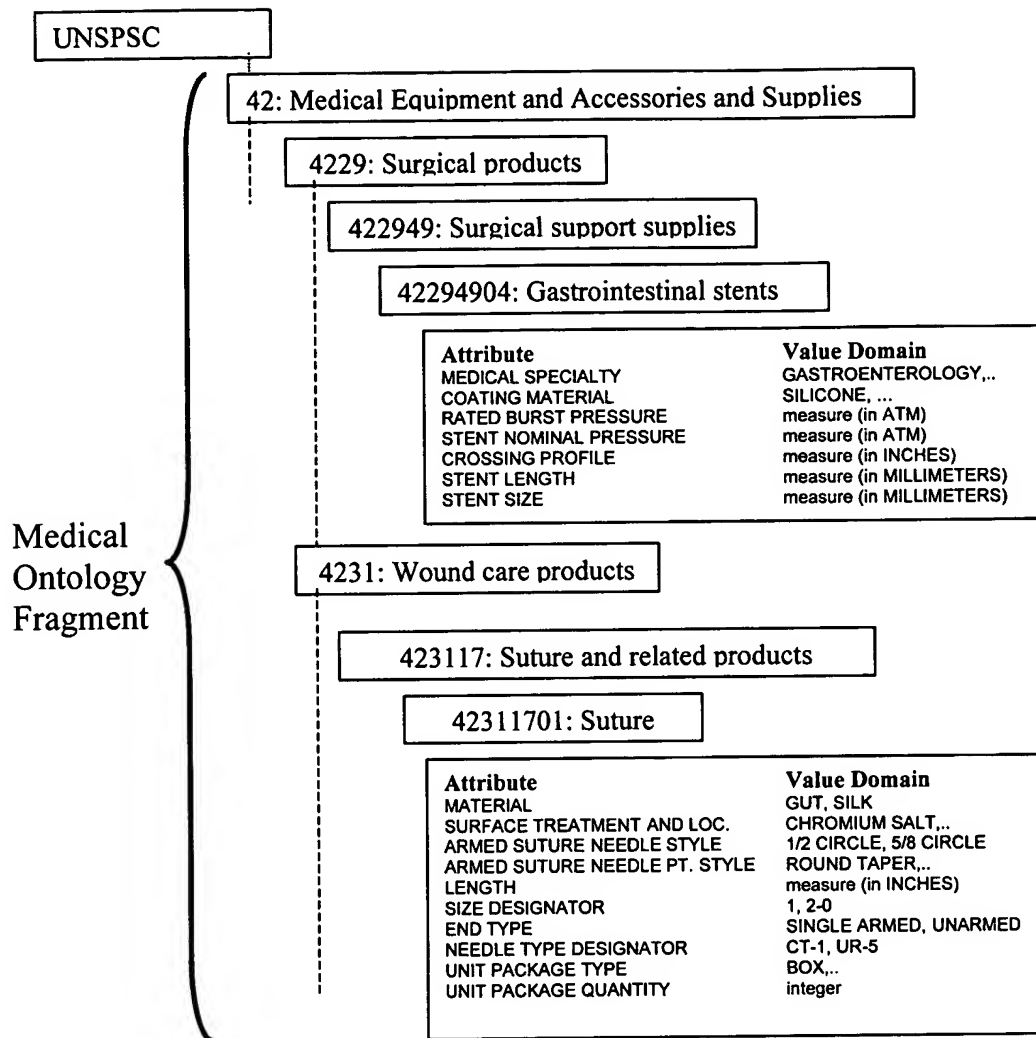 UNSPSC
42: Medical Equipment and Accessories and Supplies
4229: Surgical products
422949: Surgical support supplies
42294904: Gastrointestinal stents
Attribute Value Domain
MEDICAL SPECIALTY GASTROENTEROLOGY,..
COATING MATERIAL SILICONE, ...
RATED BURST PRESSURE measure (in ATM)
STENT NOMINAL PRESSURE measure (in ATM)
CROSSING PROFILE measure (in INCHES)
STENT LENGTH measure (in MILLIMETERS)
STENT SIZE measure (in MILLIMETERS)
Medical
Ontology
Fragment
4231: Wound care products
423117: Suture and related products
42311701: Suture
Attribute Value Domain
MATERIAL GUT, SILK
SURFACE TREATMENT AND LOC. CHROMIUM SALT,..
ARMED SUTURE NEEDLE STYLE 1/2 CIRCLE, 5/8 CIRCLE
ARMED SUTURE NEEDLE PT. STYLE ROUND TAPER,..
LENGTH measure (in INCHES)
SIZE DESIGNATOR 1, 2-0
END TYPE SINGLE ARMED, UNARMED
NEEDLE TYPE DESIGNATOR CT-1, UR-5
UNIT PACKAGE TYPE BOX,..
UNIT PACKAGE QUANTITY integer